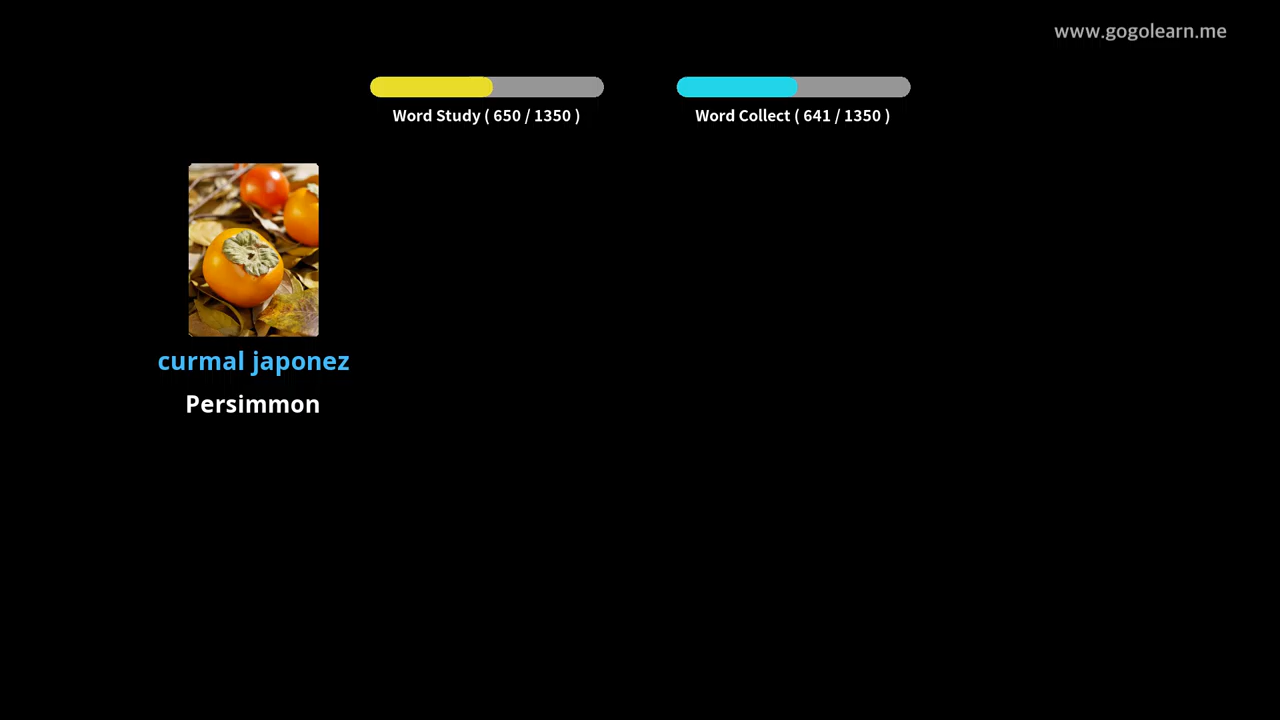 www.gogolearn.me
Word Study ( 650 / 1350 )
Word Collect ( 641 / 1350 )
curmal japonez
Persimmon